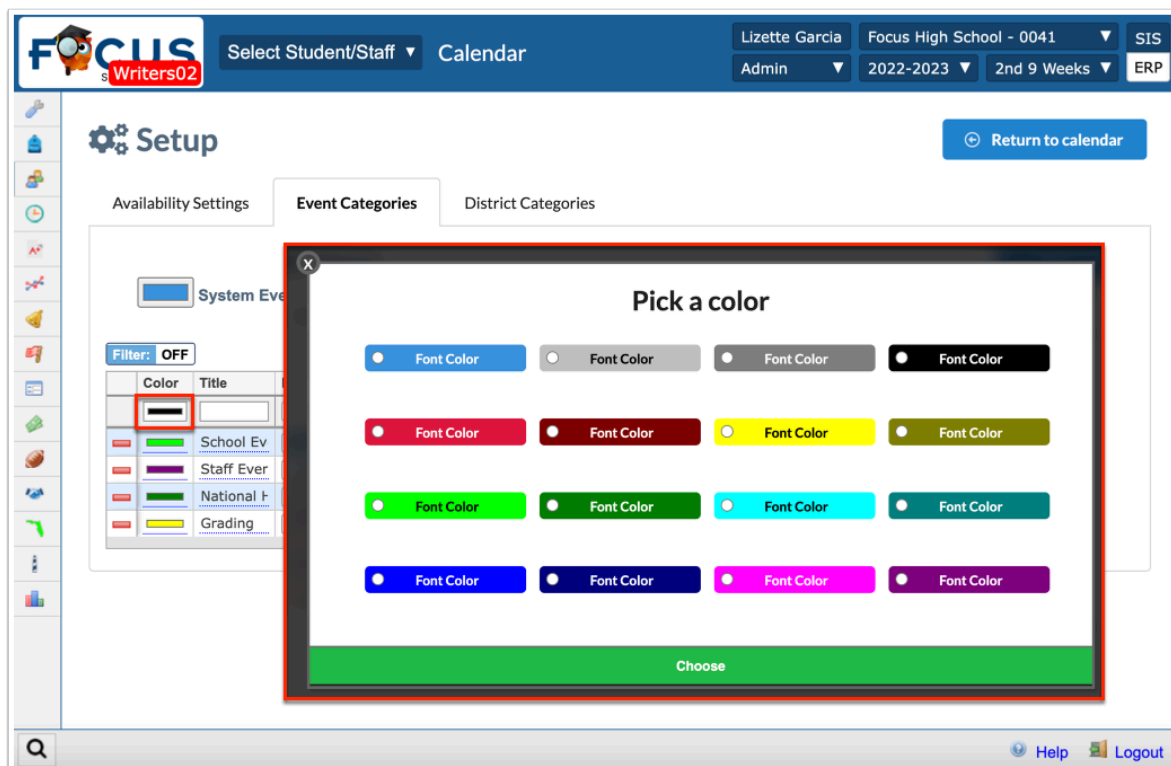 FOCUS
Writers02
Select Student/Staff ▼
Calendar
Lizette Garcia
Focus High School - 0041 ▼
SIS
Admin ▼
2022-2023 ▼
2nd 9 Weeks ▼
ERP
Setup
Return to calendar
Availability Settings
Event Categories
District Categories
System Eve
Filter: OFF
Color Title
School Ev
Staff Ever
National H
Grading
X
Pick a color
Font Color Font Color Font Color Font Color
Font Color Font Color Font Color Font Color
Font Color Font Color Font Color Font Color
Font Color Font Color Font Color Font Color
Choose
Help Logout